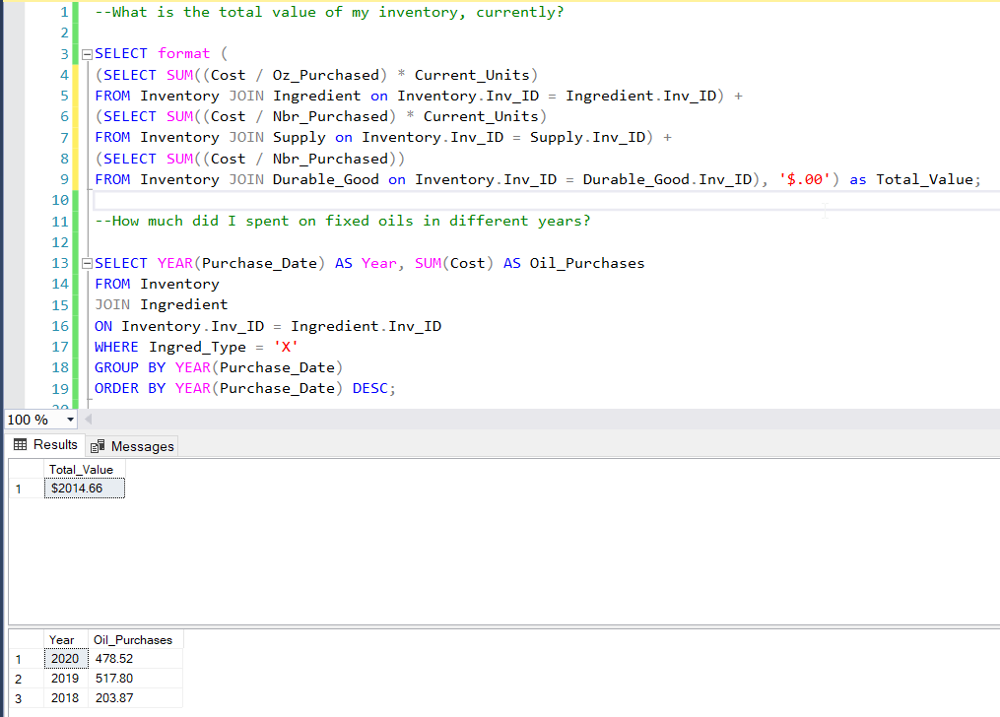 1 --What is the total value of my inventory, currently?
2
3 SELECT format (
4 (SELECT SUM((Cost / Oz_Purchased) * Current_Units)
5 FROM Inventory JOIN Ingredient on Inventory.Inv_ID = Ingredient.Inv_ID) +
6 (SELECT SUM((Cost / Nbr_Purchased) * Current_Units)
7 FROM Inventory JOIN Supply on Inventory.Inv_ID = Supply.Inv_ID) +
8 (SELECT SUM((Cost / Nbr_Purchased))
9 FROM Inventory JOIN Durable_Good on Inventory.Inv_ID = Durable_Good.Inv_ID), '$.00') as Total_Value;
10
11 --How much did I spent on fixed oils in different years?
12
13 SELECT YEAR(Purchase_Date) AS Year, SUM(Cost) AS Oil_Purchases
14 FROM Inventory
15 JOIN Ingredient
16 ON Inventory.Inv_ID = Ingredient.Inv_ID
17 WHERE Ingred_Type = 'X'
18 GROUP BY YEAR(Purchase_Date)
19 ORDER BY YEAR(Purchase_Date) DESC;
20
100 %
Results Messages
Total_Value
1 $2014.66
Year Oil_Purchases
1 2020 478.52
2 2019 517.80
3 2018 203.87